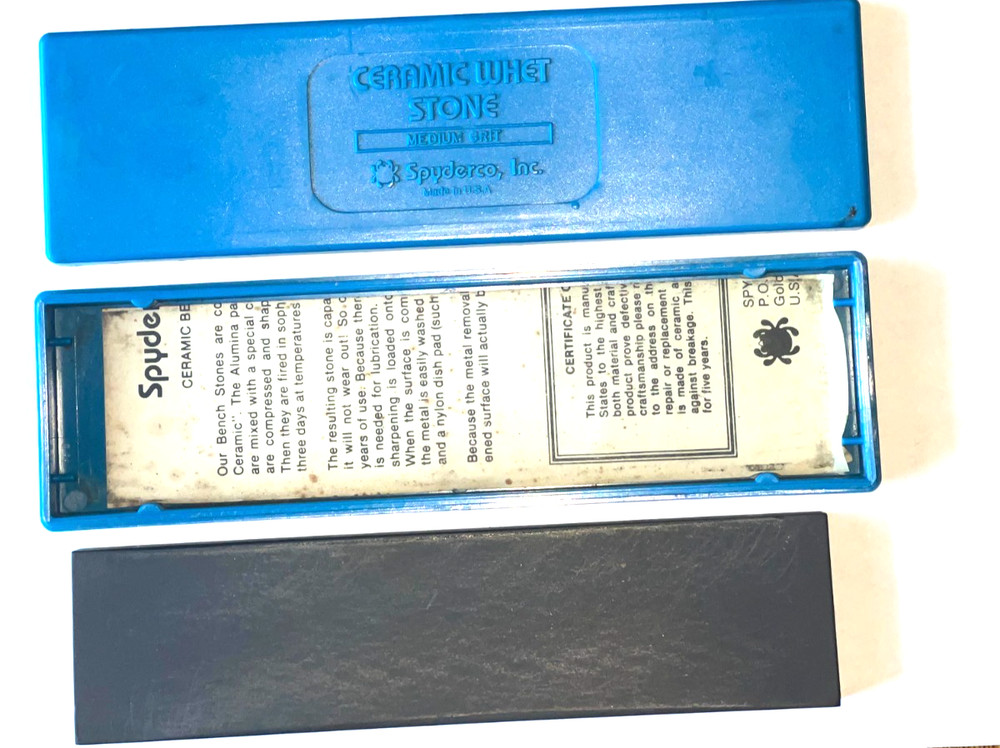 CERAMIC WHET
STONE
MEDIUM GRIT
Spyderco, Inc.
Made in U.S.A.
Spyde
CERAMIC BE
Our Bench Stones are co
Ceramic". The Alumina pa
are mixed with a special c
are compressed and shap
Then they are fired in soph
three days at temperatures
The resulting stone is capa
it will not wear out! So, c
years of use. Because ther
is needed for lubrication.
sharpening is loaded onto
When the surface is com
the metal is easily washed
and a nylon dish pad (such
Because the metal removal
ened surface will actually b
CERTIFICATE
This product is manu
States to the highest
both material and craf
product prove defectiv
craftsmanship please r
to the address on th
repair or replacement
is made of ceramic a
against breakage. This
for five years.
SPY
P.O.
Gold
U.S.A